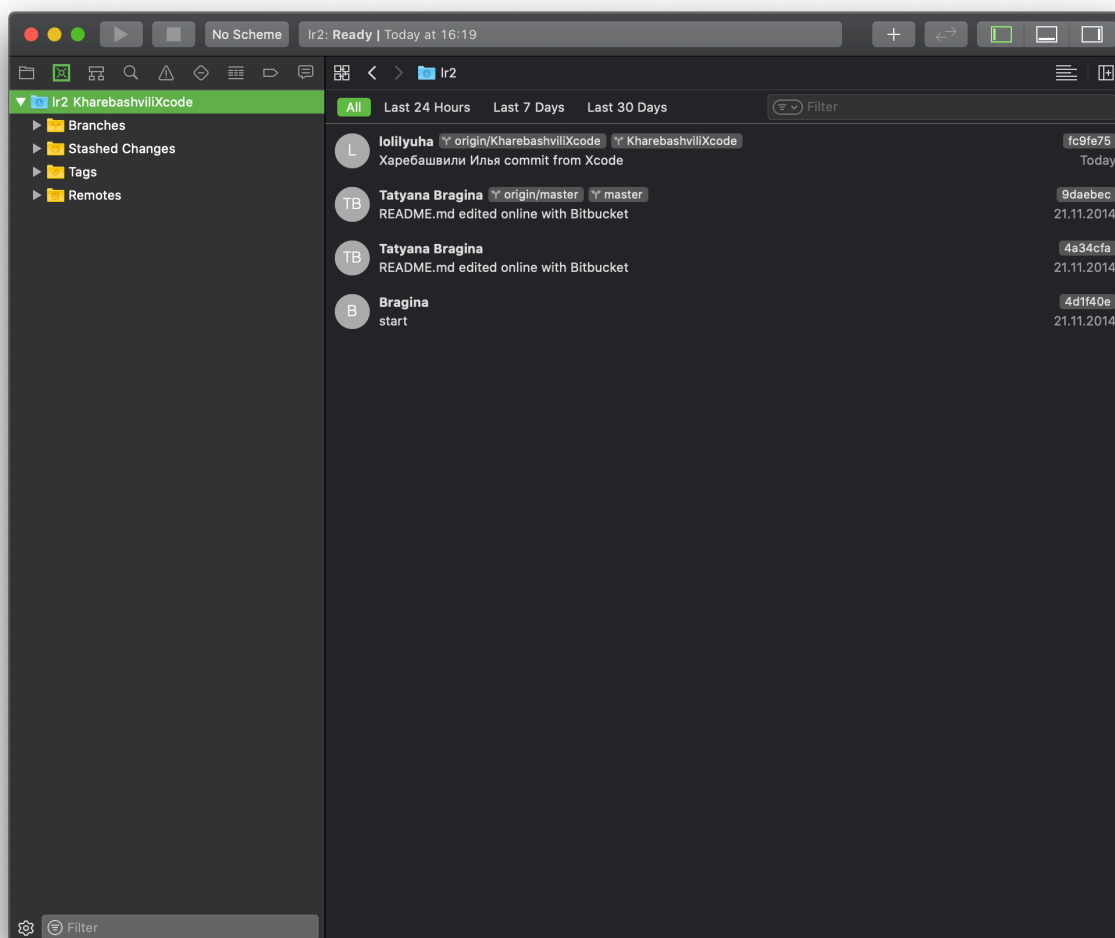 No Scheme
lr2: Ready | Today at 16:19
lr2
lr2 KharebashviliXcode
Branches
Stashed Changes
Tags
Remotes
Filter
All
Last 24 Hours
Last 7 Days
Last 30 Days
Filter
L
lolilyuha origin/KharebashviliXcode KharebashviliXcode
fc9fe75
Харебашвили Илья commit from Xcode
Today
TB
Tatyana Bragina origin/master master
9daebec
README.md edited online with Bitbucket
21.11.2014
TB
Tatyana Bragina
4a34cfa
README.md edited online with Bitbucket
21.11.2014
B
Bragina
4d1f40e
start
21.11.2014